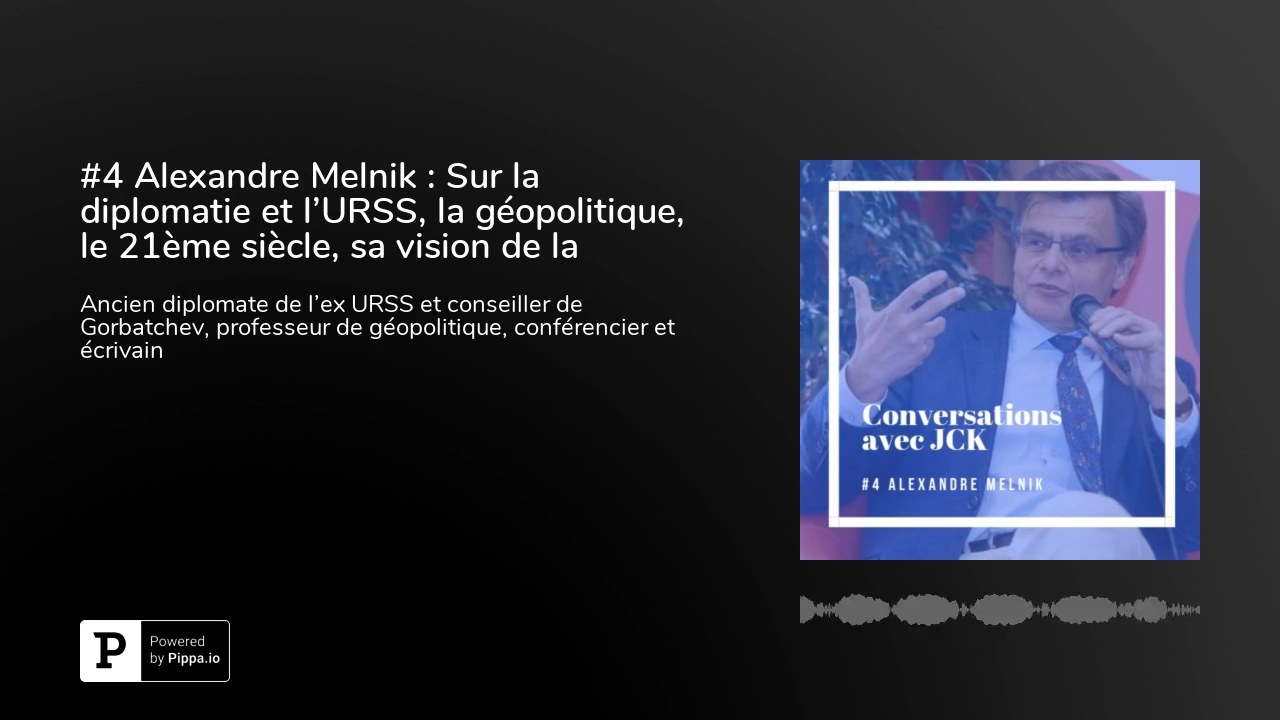 #4 Alexandre Melnik : Sur la
diplomatie et l’URSS, la géopolitique,
le 21ème siècle, sa vision de la
Ancien diplomate de l’ex URSS et conseiller de
Gorbatchev, professeur de géopolitique, conférencier et
écrivain
Conversations
avec JCK
#4 ALEXANDRE MELNIK
P
Powered
by Pippa.io